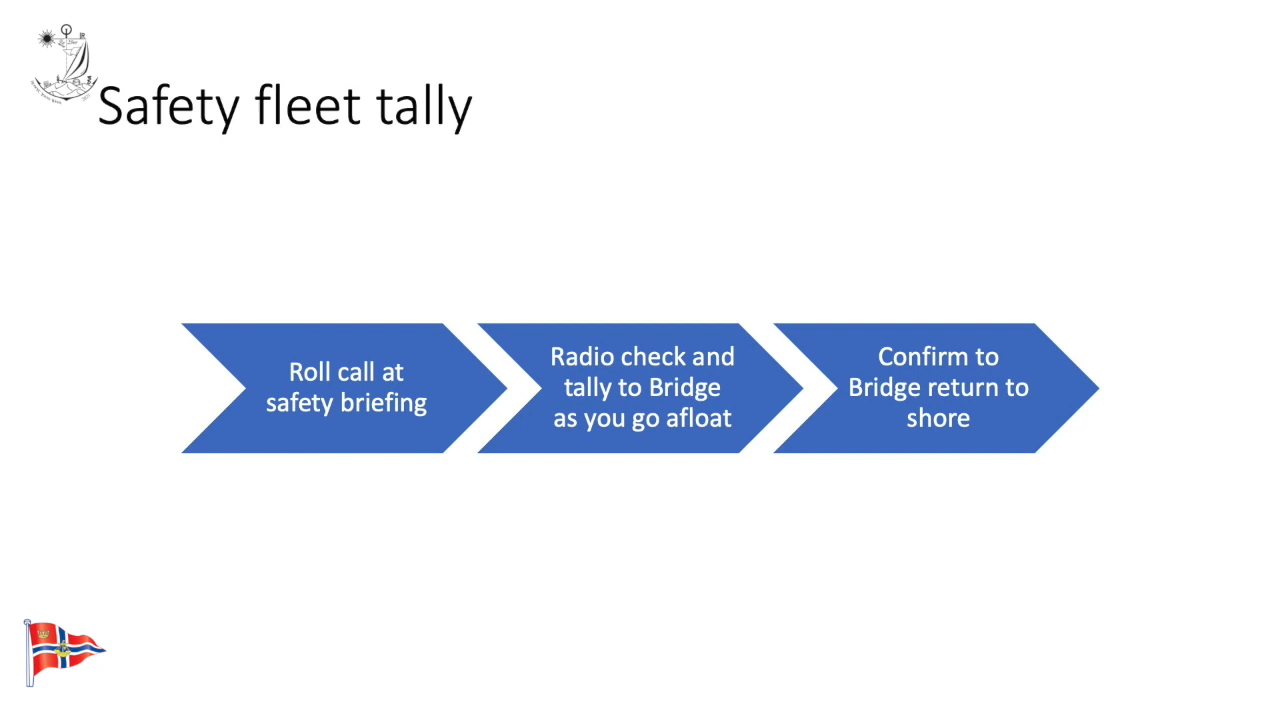 Safety fleet tally
Roll call at
safety briefing
Radio check and
tally to Bridge
as you go afloat
Confirm to
Bridge return to
shore